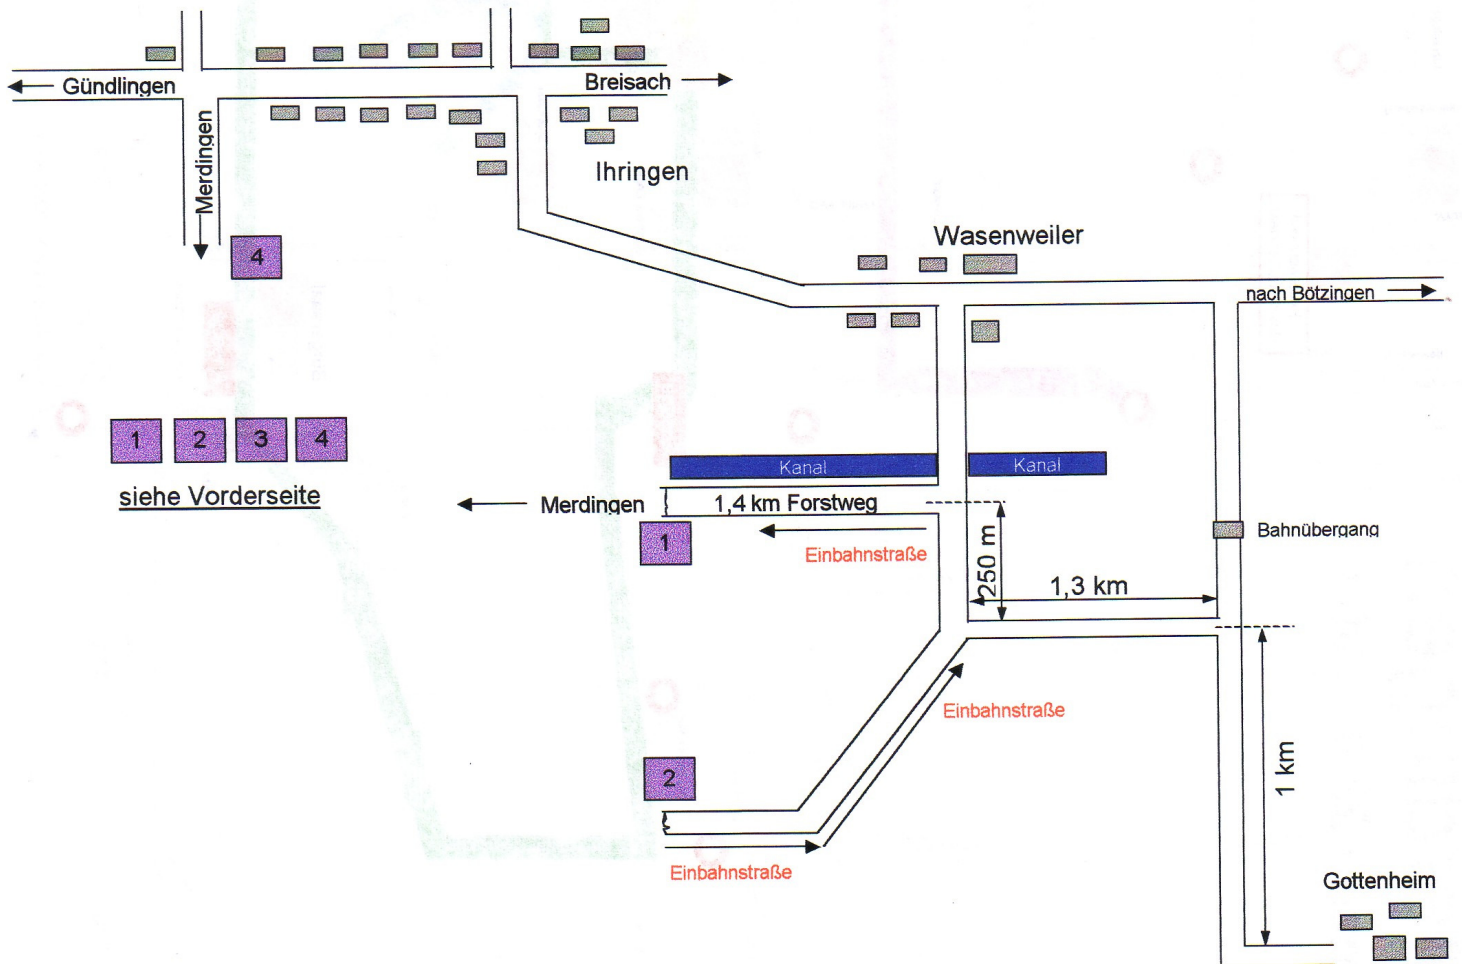 Gündlingen
Breisach
Merdingen
Ihringen
4
Wasenweiler
nach Bötzingen
1 2 3 4
siehe Vorderseite
Kanal
Kanal
Merdingen
1,4 km Forstweg
1
Einbahnstraße
250 m
1,3 km
Bahnübergang
Einbahnstraße
2
Einbahnstraße
1 km
Gottenheim